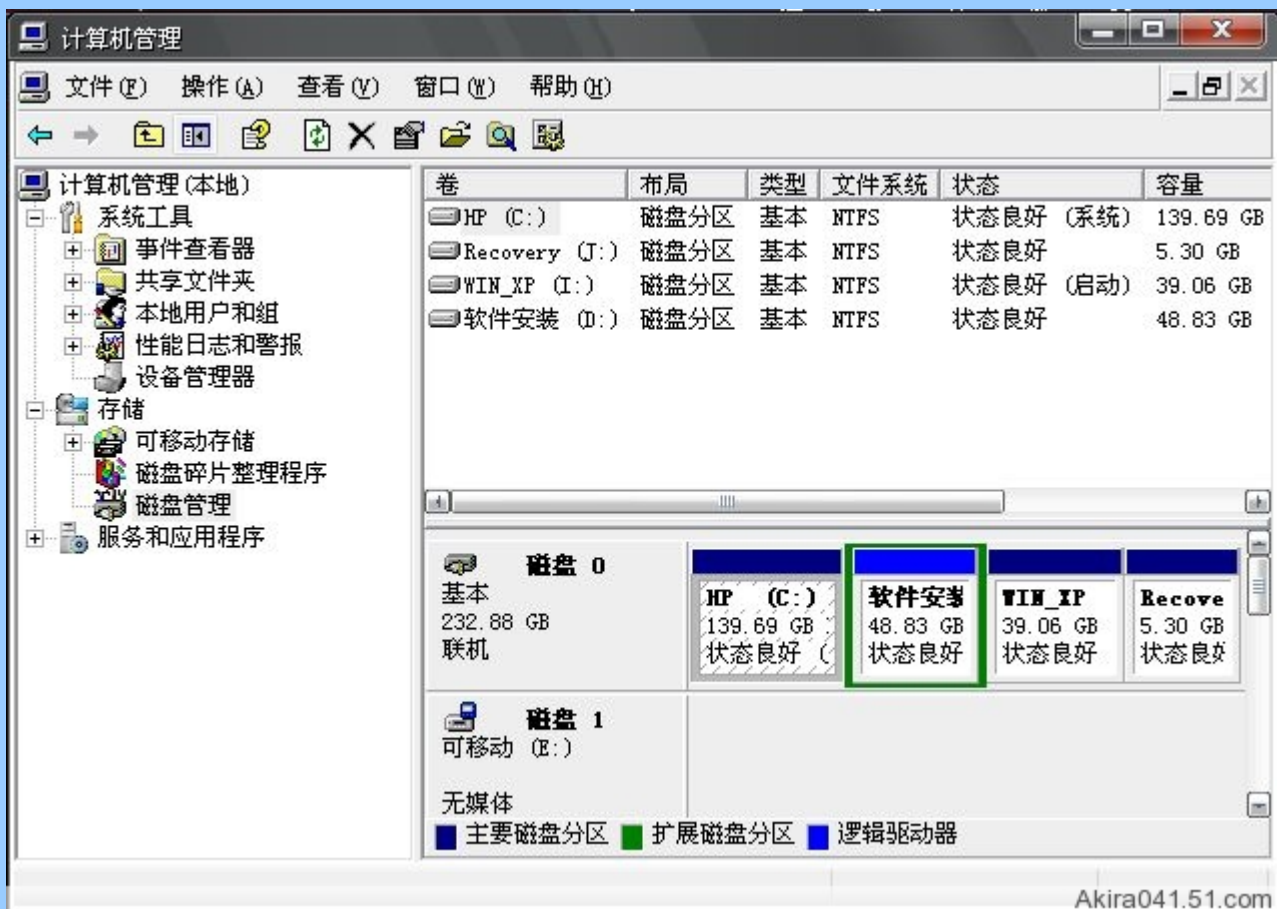 计算机管理
文件(F) 操作(A) 查看(V) 窗口(W) 帮助(H)
计算机管理(本地)
系统工具
事件查看器
共享文件夹
本地用户和组
性能日志和警报
设备管理器
存储
可移动存储
磁盘碎片整理程序
磁盘管理
服务和应用程序
卷 布局 类型 文件系统 状态 容量
HP (C:) 磁盘分区 基本 NTFS 状态良好 (系统) 139.69 GB
Recovery (J:) 磁盘分区 基本 NTFS 状态良好 5.30 GB
WIN_XP (I:) 磁盘分区 基本 NTFS 状态良好 (启动) 39.06 GB
软件安装 (D:) 磁盘分区 基本 NTFS 状态良好 48.83 GB
磁盘 0
基本
232.88 GB
联机
HP (C:)
139.69 GB
状态良好 (
软件安装
48.83 GB
状态良好
WIN_XP
39.06 GB
状态良好
Recove
5.30 GB
状态良好
磁盘 1
可移动 (E:)
无媒体
主要磁盘分区 扩展磁盘分区 逻辑驱动器
Akira041.51.com